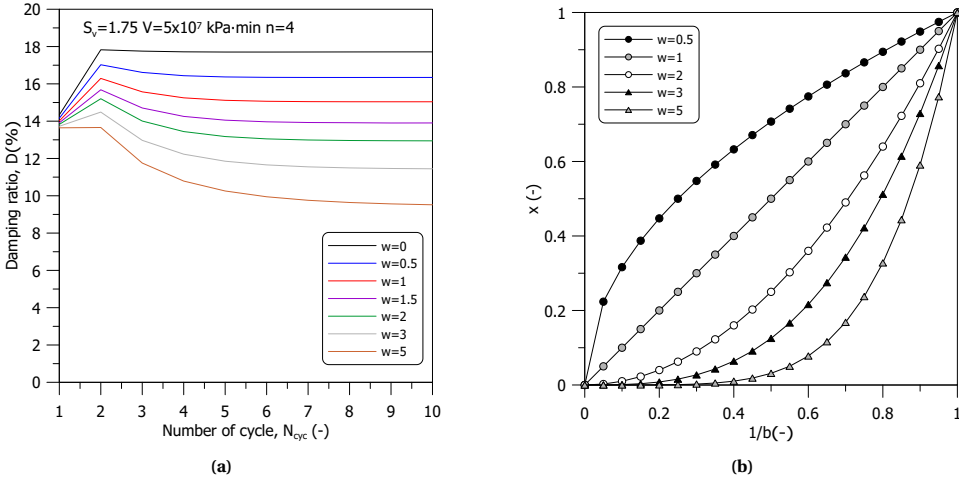 S_v=1.75 V=5x10⁷ kPa·min n=4
Damping ratio, D(%)
20
18
16
14
12
10
8
6
4
2
0
w=0
w=0.5
w=1
w=1.5
w=2
w=3
w=5
1 2 3 4 5 6 7 8 9 10
Number of cycle, N_cyc (-)
(a)
x (-)
1
0.8
0.6
0.4
0.2
0
w=0.5
w=1
w=2
w=3
w=5
0 0.2 0.4 0.6 0.8 1
1/b(-)
(b)